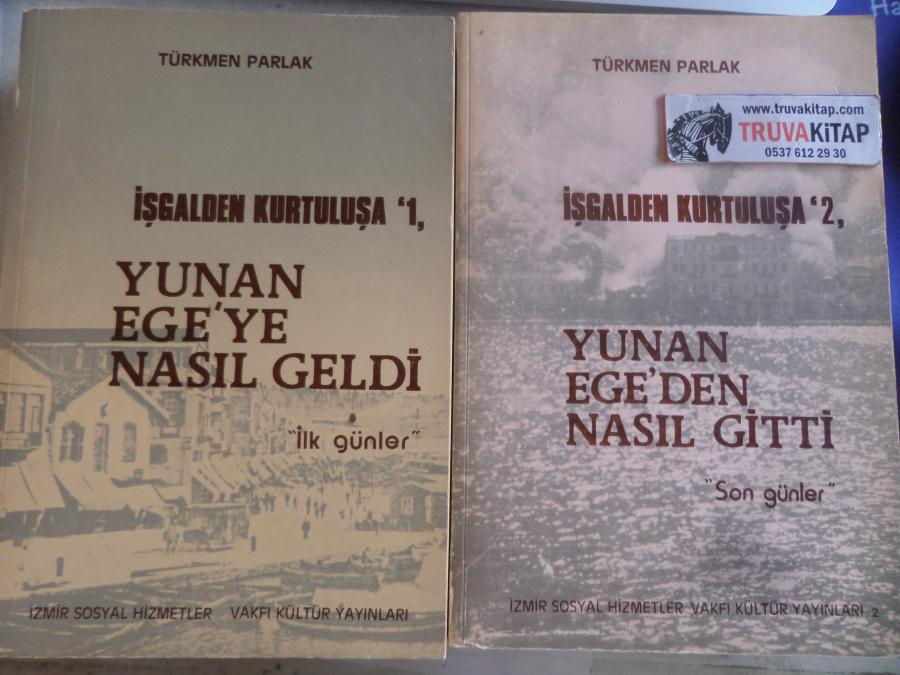 TÜRKMEN PARLAK
İŞGALDEN KURTULUŞA '1,
YUNAN
EGE'YE
NASIL GELDİ
"İlk günler"
İZMİR SOSYAL HİZMETLER VAKFI KÜLTÜR YAYINLARI
TÜRKMEN PARLAK
www.truvakitap.com
TRUVAKiTAP
0537 612 29 30
İŞGALDEN KURTULUŞA '2,
YUNAN
EGE'DEN
NASIL GİTTİ
"Son günler"
İZMİR SOSYAL HİZMETLER VAKFI KÜLTÜR YAYINLARI 2